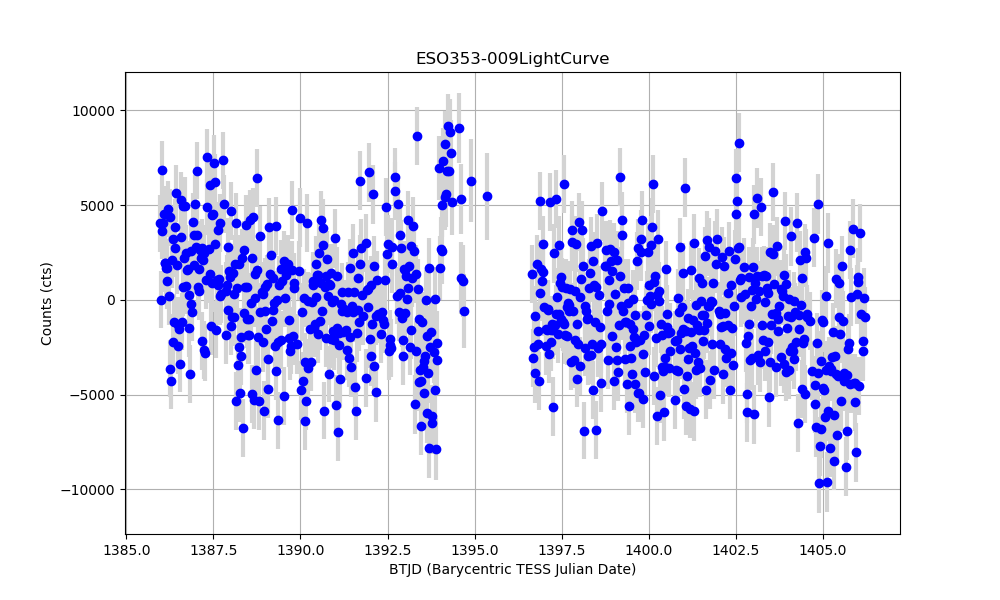 ESO353-009LightCurve
10000
5000
0
−5000
−10000
Counts (cts)
1385.0 1387.5 1390.0 1392.5 1395.0 1397.5 1400.0 1402.5 1405.0
BTJD (Barycentric TESS Julian Date)